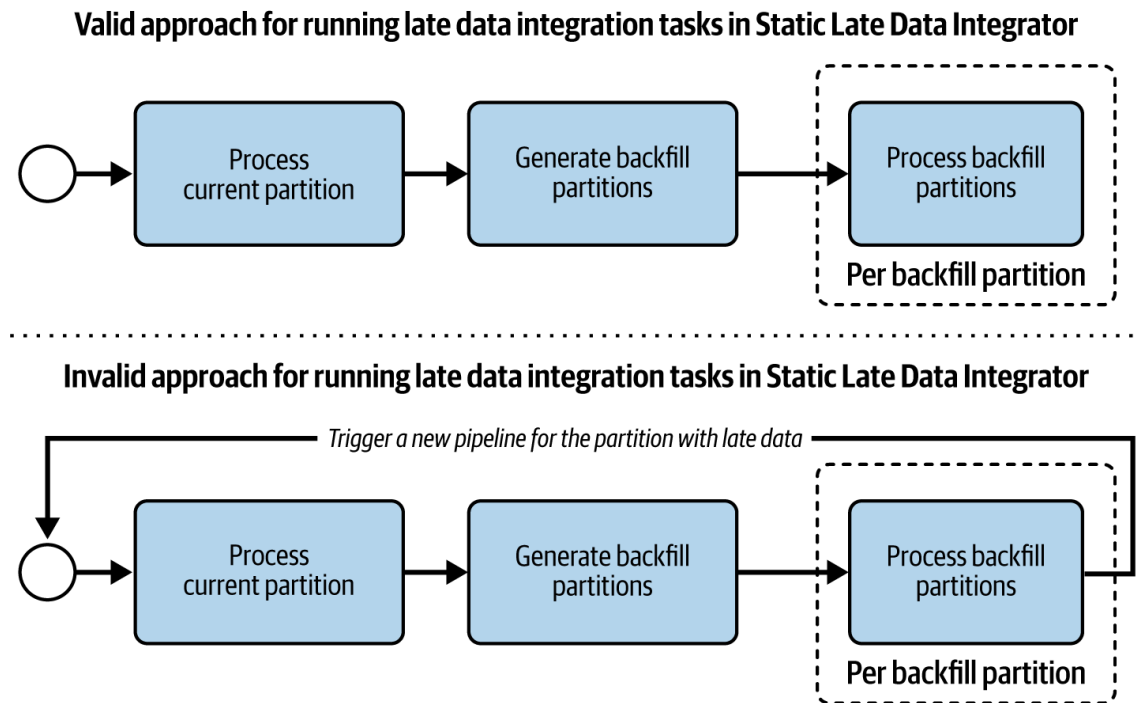 Valid approach for running late data integration tasks in Static Late Data Integrator
Process
current partition
Generate backfill
partitions
Process backfill
partitions
Per backfill partition
Invalid approach for running late data integration tasks in Static Late Data Integrator
Trigger a new pipeline for the partition with late data
Process
current partition
Generate backfill
partitions
Process backfill
partitions
Per backfill partition